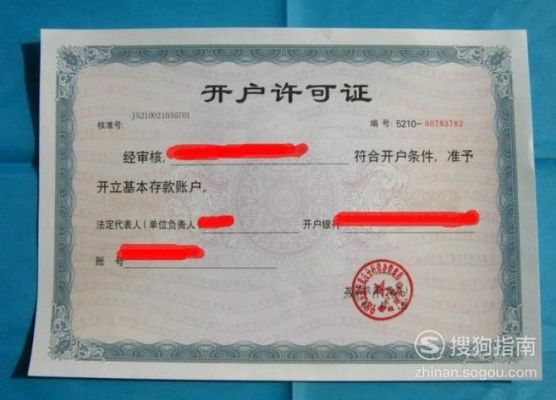 开户许可证
核准号: J5210021030701
编号: 5210-00783782
经审核, 符合开户条件, 准予
开立基本存款账户。
法定代表人(单位负责人
开户银行
账 号
搜狗指南
zhinan.sogou.com